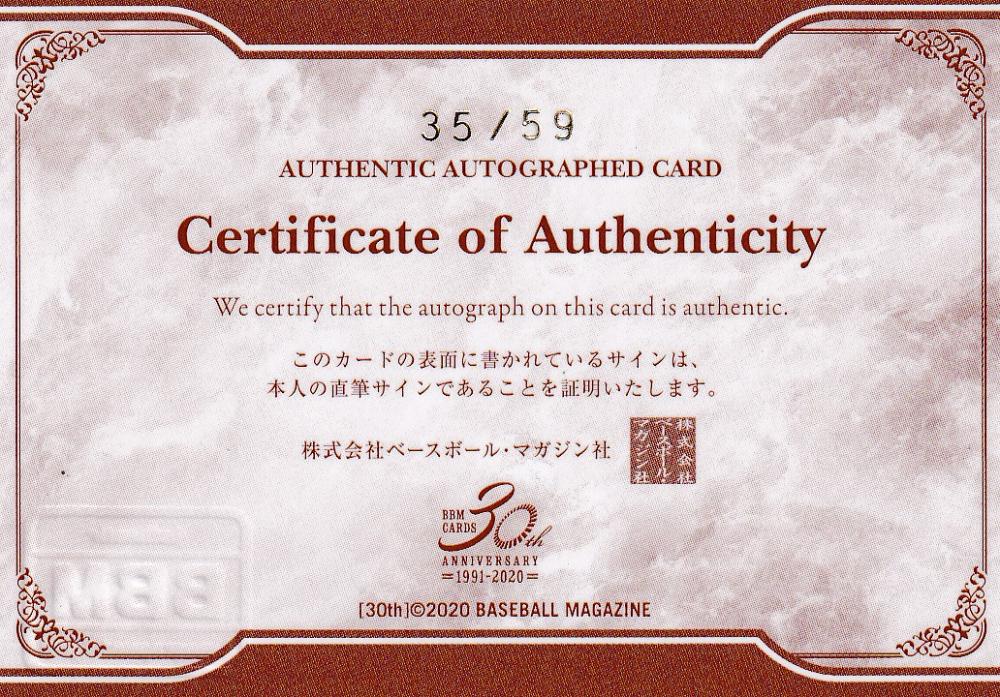 35/59
AUTHENTIC AUTOGRAPHED CARD
Certificate of Authenticity
We certify that the autograph on this card is authentic.
このカードの表面に書かれているサインは、
本人の直筆サインであることを証明いたします。
株式会社ベースボール・マガジン社
株式会社
ベースボール・
マガジン社
BBM
CARDS
30th
ANNIVERSARY
=1991-2020=
BBM
[30th]©2020 BASEBALL MAGAZINE